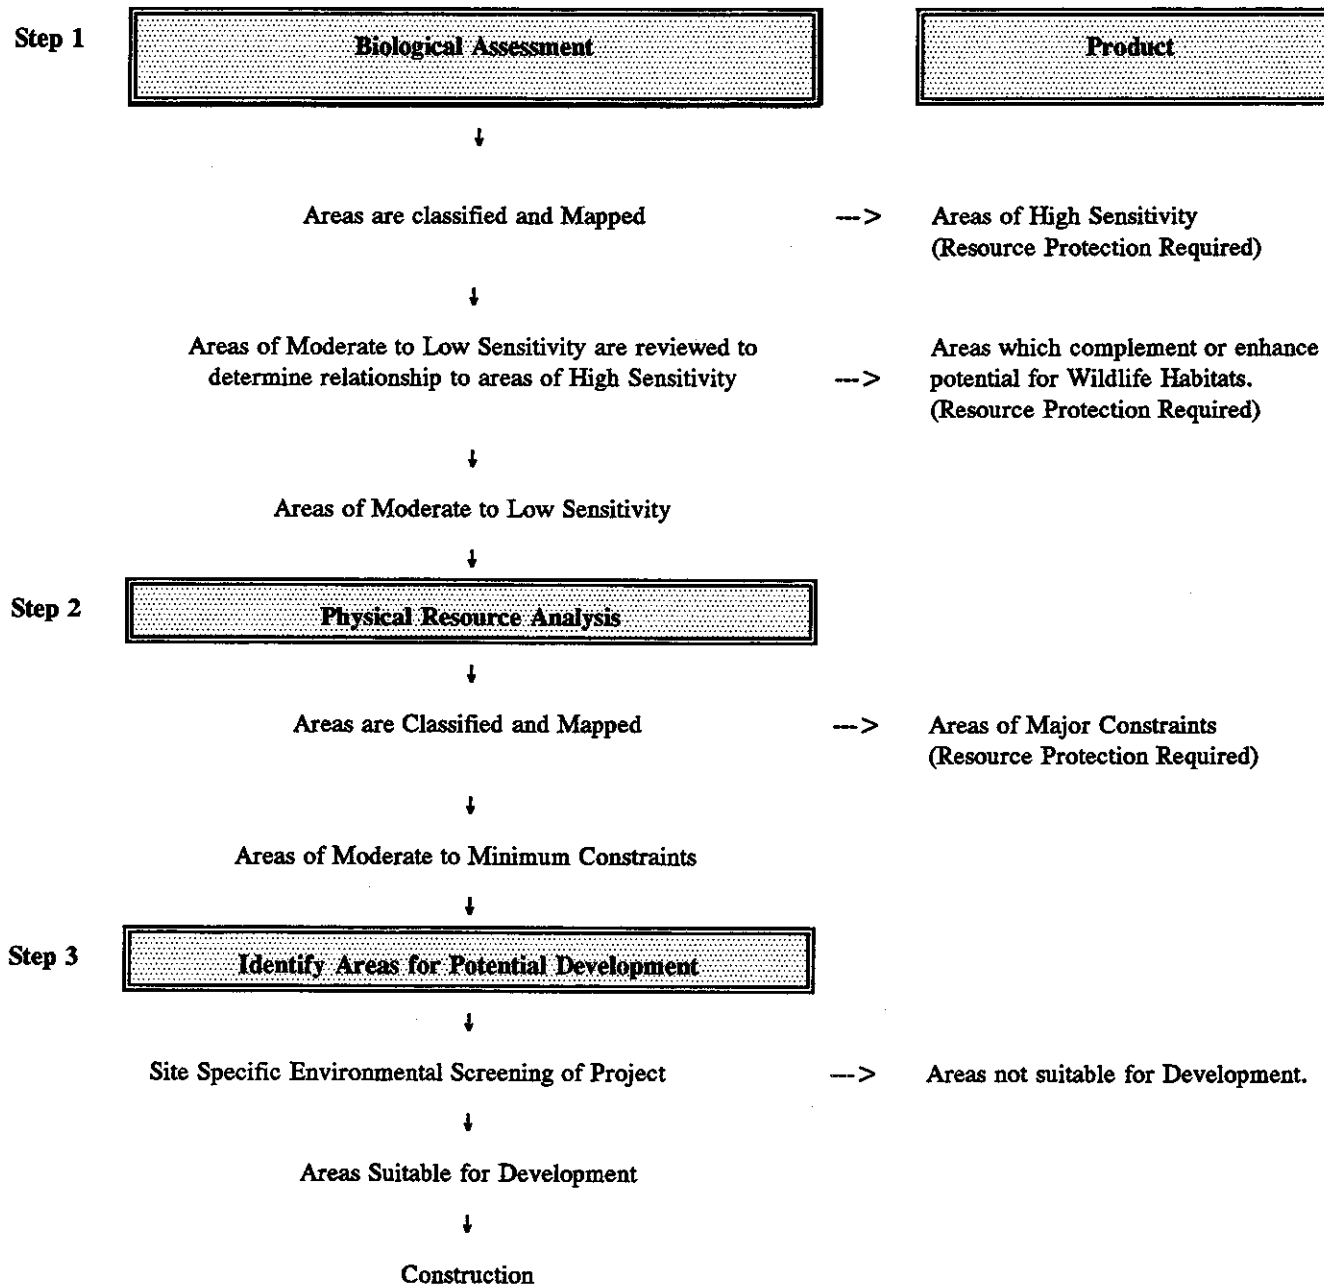 Step 1
Biological Assessment
Product
↓
Areas are classified and Mapped
--->
Areas of High Sensitivity
(Resource Protection Required)
↓
Areas of Moderate to Low Sensitivity are reviewed to
determine relationship to areas of High Sensitivity
--->
Areas which complement or enhance
potential for Wildlife Habitats.
(Resource Protection Required)
↓
Areas of Moderate to Low Sensitivity
↓
Step 2
Physical Resource Analysis
↓
Areas are Classified and Mapped
--->
Areas of Major Constraints
(Resource Protection Required)
↓
Areas of Moderate to Minimum Constraints
↓
Step 3
Identify Areas for Potential Development
↓
Site Specific Environmental Screening of Project
--->
Areas not suitable for Development.
↓
Areas Suitable for Development
↓
Construction